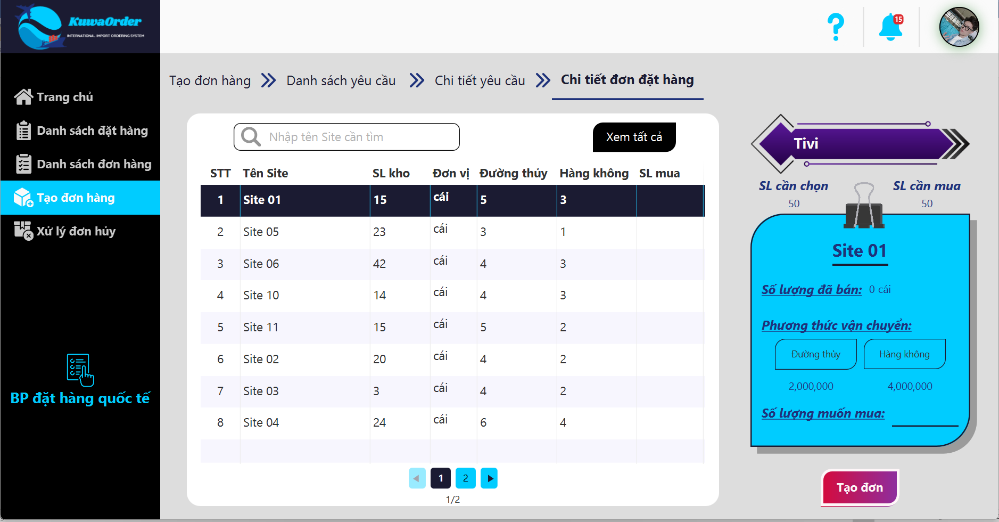 KuwaOrder
INTERNATIONAL IMPORT ORDERING SYSTEM
15
Trang chủ
Danh sách đặt hàng
Danh sách đơn hàng
Tạo đơn hàng
Xử lý đơn hủy
BP đặt hàng quốc tế
Tạo đơn hàng Danh sách yêu cầu Chi tiết yêu cầu Chi tiết đơn đặt hàng
Nhập tên Site cần tìm
Xem tất cả
STT Tên Site SL kho Đơn vị Đường thủy Hàng không SL mua
1 Site 01 15 cái 5 3
2 Site 05 23 cái 3 1
3 Site 06 42 cái 4 3
4 Site 10 14 cái 4 3
5 Site 11 15 cái 5 2
6 Site 02 20 cái 4 2
7 Site 03 3 cái 4 2
8 Site 04 24 cái 6 4
1 2
1/2
Tivi
SL cần chọn SL cần mua
50 50
Site 01
Số lượng đã bán: 0 cái
Phương thức vận chuyển:
Đường thủy Hàng không
2,000,000 4,000,000
Số lượng muốn mua:
Tạo đơn